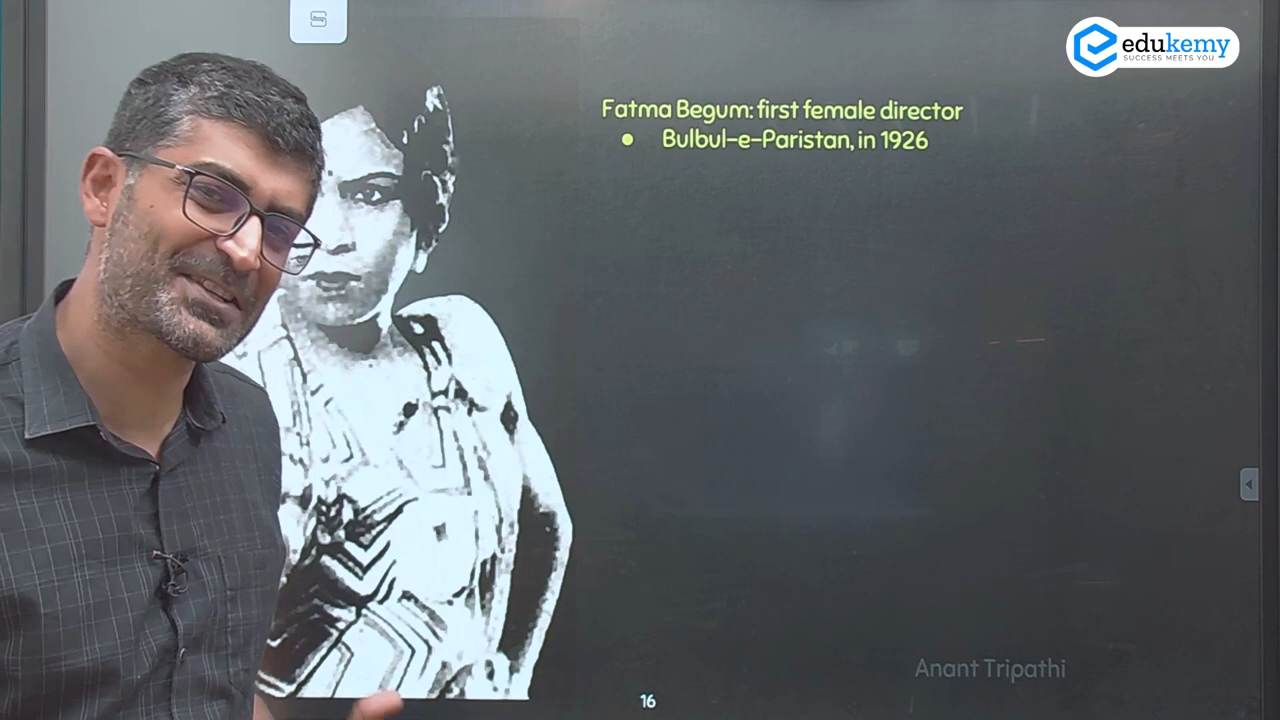 edukemy
SUCCESS MEETS YOU
Fatma Begum: first female director
● Bulbul-e-Paristan, in 1926
Anant Tripathi
16